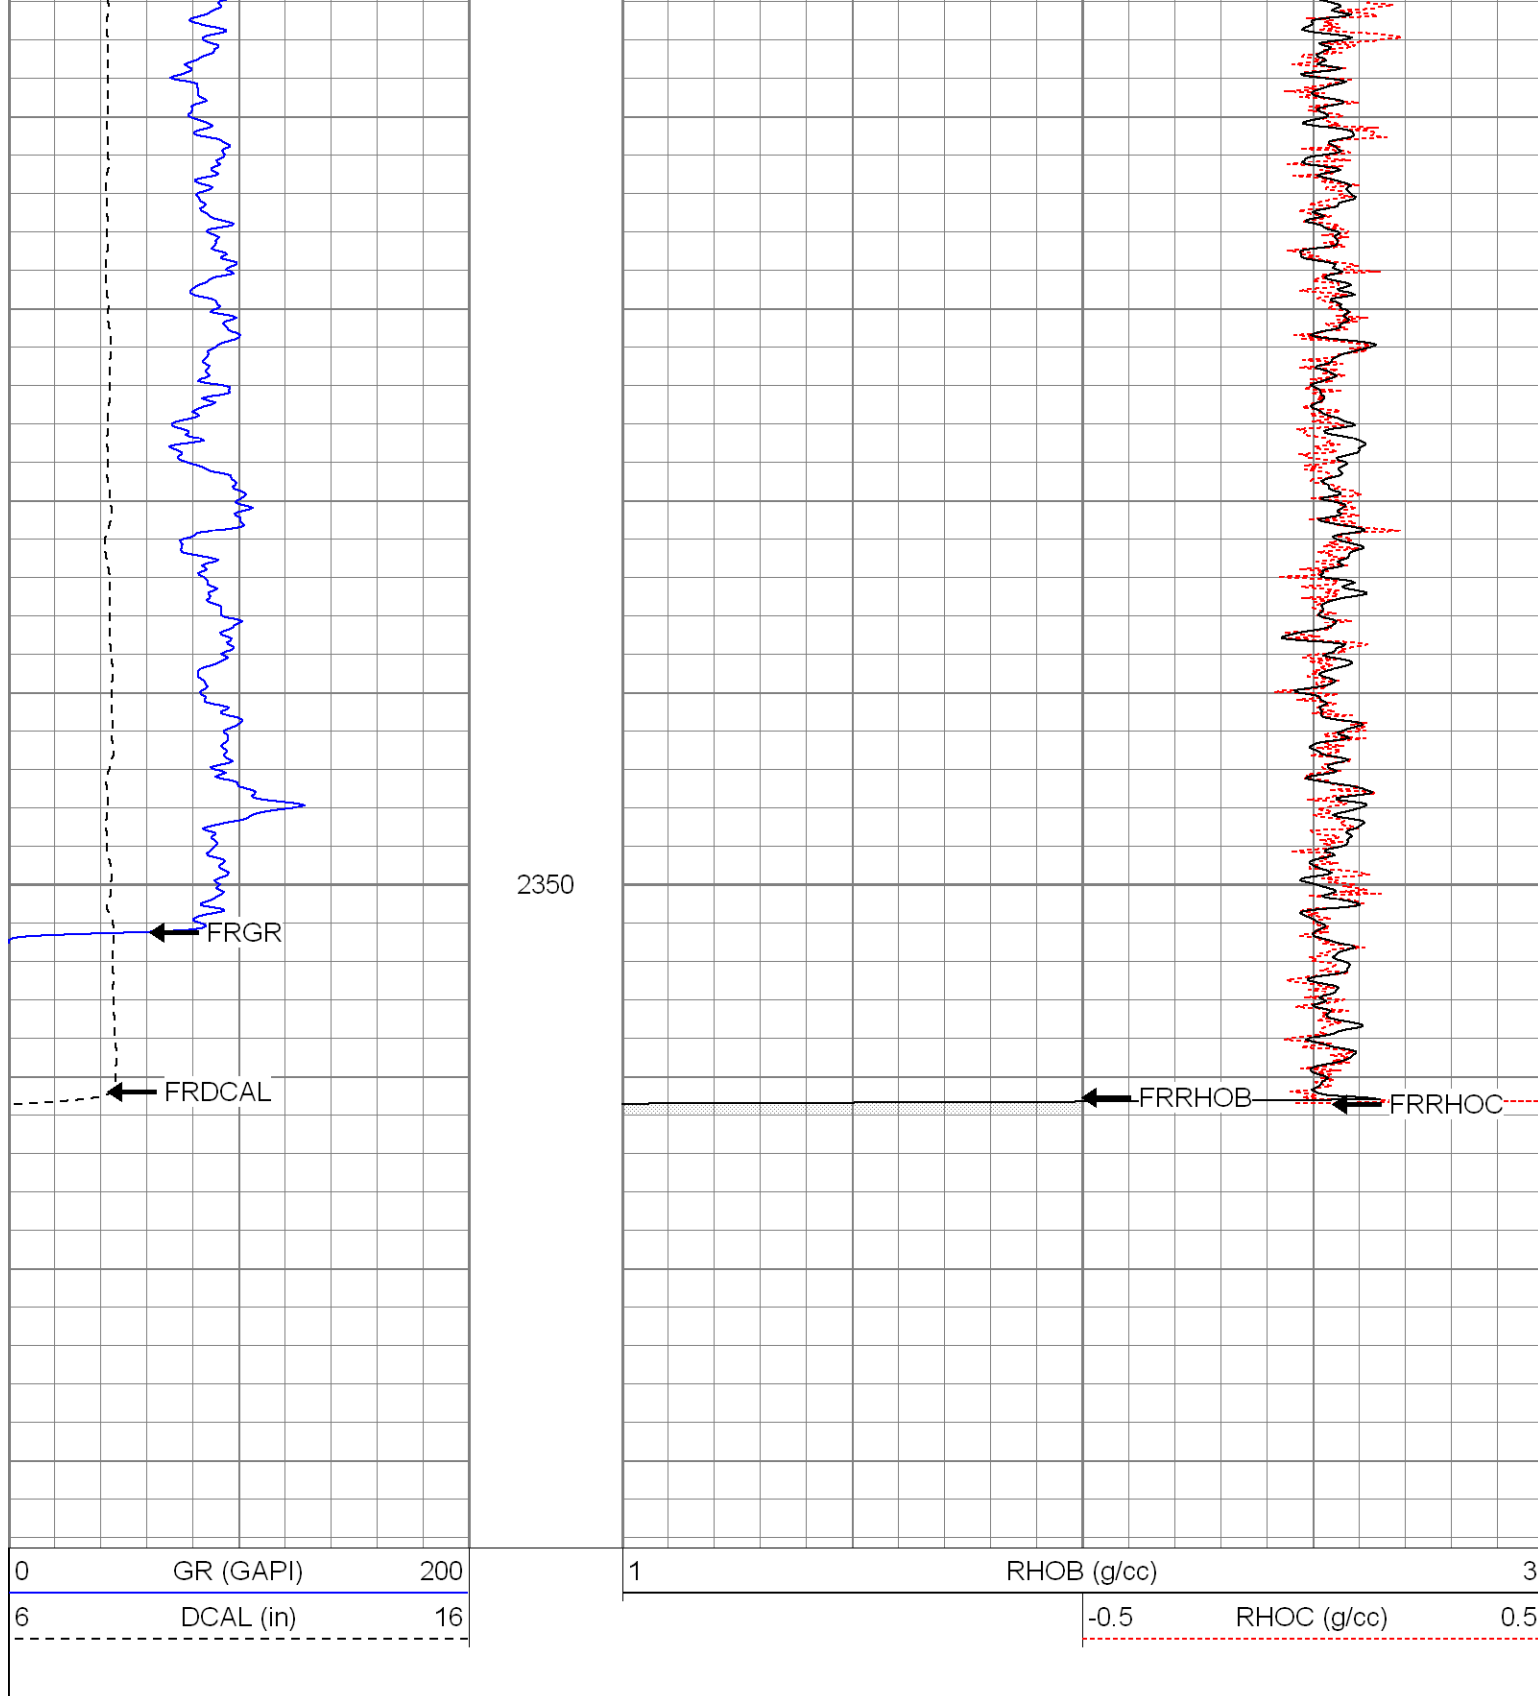 2350
FRGR
FRDCAL
FRRHOB
FRRHOC
0 GR (GAPI) 200
1 RHOB (g/cc) 3
6 DCAL (in) 16
-0.5 RHOC (g/cc) 0.5